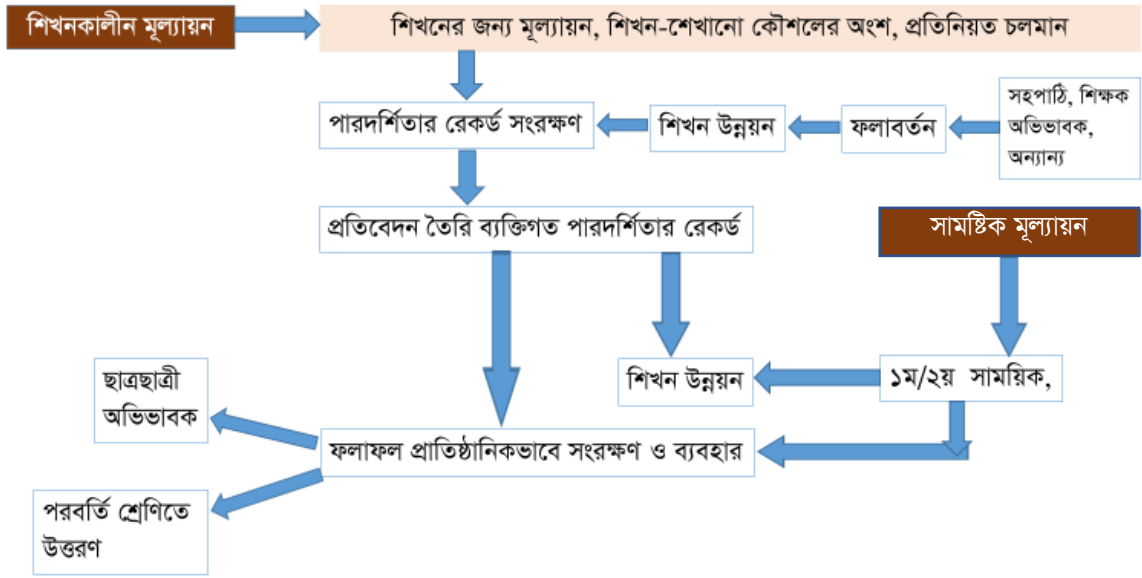 শিখনকালীন মূল্যায়ন
শিখনের জন্য মূল্যায়ন, শিখন-শেখানো কৌশলের অংশ, প্রতিনিয়ত চলমান
পারদর্শিতার রেকর্ড সংরক্ষণ
শিখন উন্নয়ন
ফলাবর্তন
সহপাঠি, শিক্ষক
অভিভাবক,
অন্যান্য
প্রতিবেদন তৈরি ব্যক্তিগত পারদর্শিতার রেকর্ড
সামষ্টিক মূল্যায়ন
শিখন উন্নয়ন
১ম/২য় সাময়িক,
ছাত্রছাত্রী
অভিভাবক
ফলাফল প্রাতিষ্ঠানিকভাবে সংরক্ষণ ও ব্যবহার
পরবর্তি শ্রেণিতে
উত্তরণ